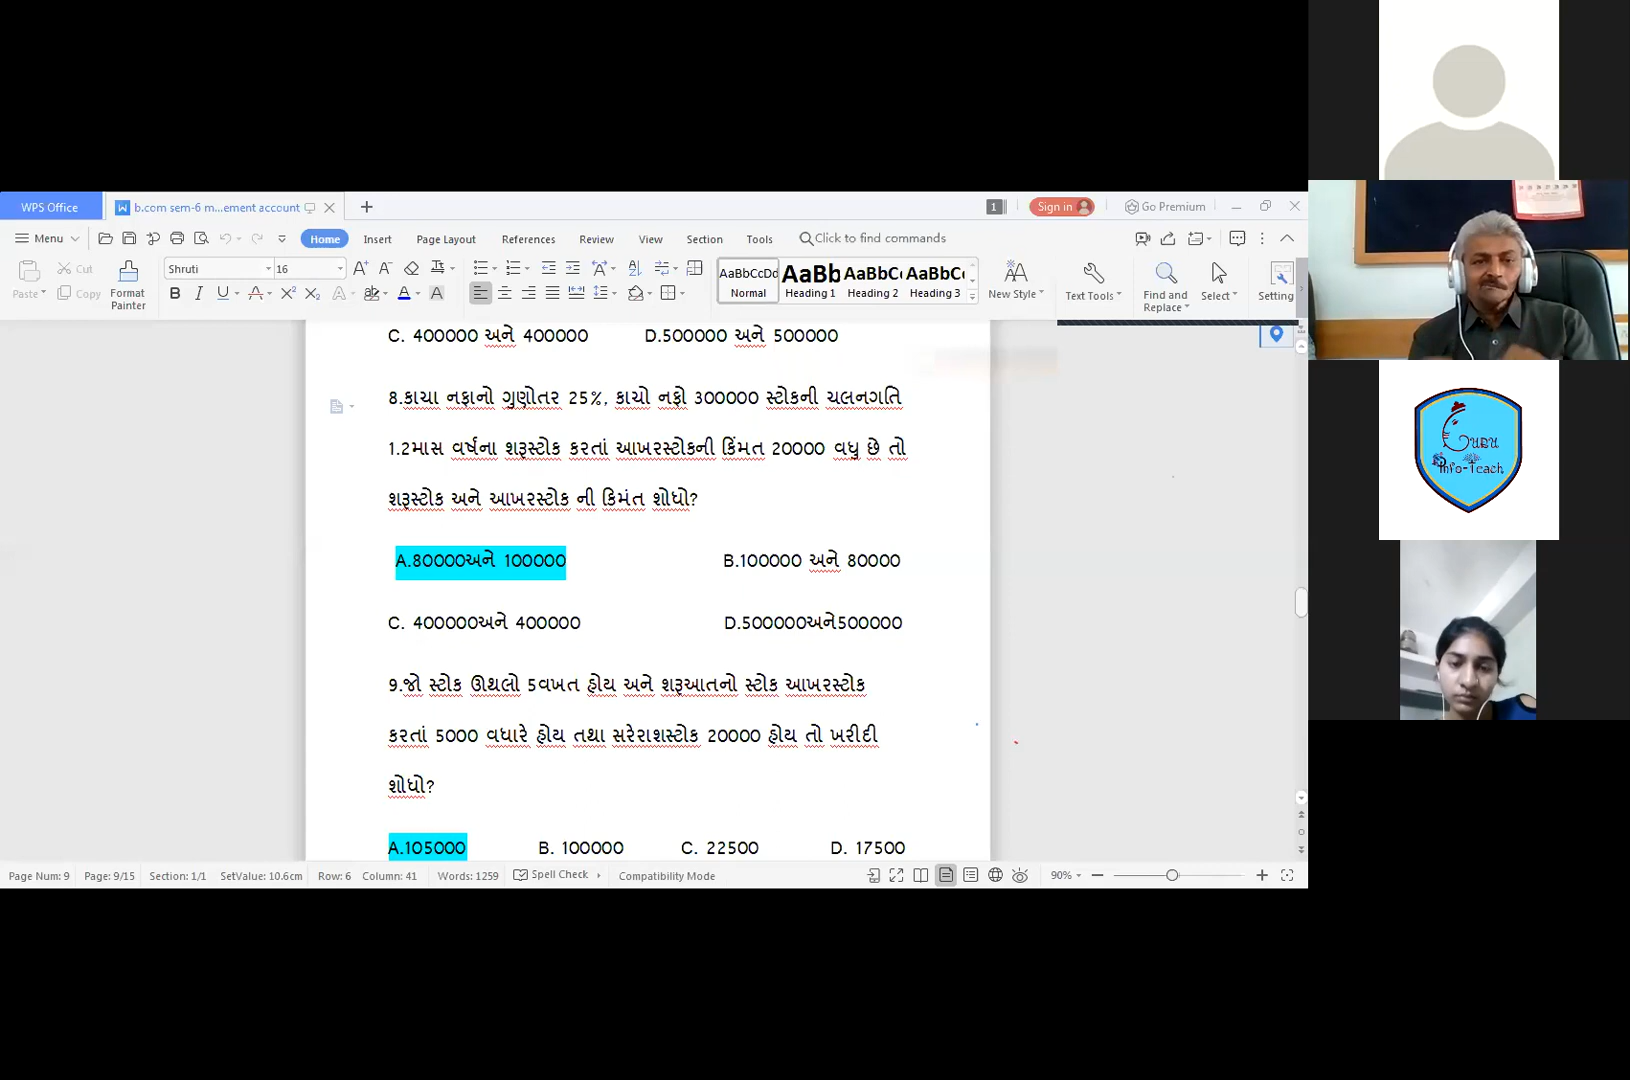 WPS Office
b.com sem-6 m...ement account
1
Sign in
Go Premium
Menu
Home
Insert
Page Layout
References
Review
View
Section
Tools
Click to find commands
Paste
Cut
Copy
Format Painter
Shruti
16
AaBbCcDd
Normal
AaBb
Heading 1
AaBbC
Heading 2
AaBbC
Heading 3
New Style
Text Tools
Find and Replace
Select
Setting
C. 400000 અને 400000 D.500000 અને 500000
8.કાચા નફાનો ગુણોતર 25%, કાચો નફો 300000 સ્ટોકની ચલનગતિ
1.2માસ વર્ષના શરૂસ્ટોક કરતાં આખરસ્ટોકની કિંમત 20000 વધુ છે તો
શરૂસ્ટોક અને આખરસ્ટોક ની કિમંત શોધો?
A.80000અને 100000 B.100000 અને 80000
C. 400000અને 400000 D.500000અને500000
9.જો સ્ટોક ઊથલો 5વખત હોય અને શરૂઆતનો સ્ટોક આખરસ્ટોક
કરતાં 5000 વધારે હોય તથા સરેરાશસ્ટોક 20000 હોય તો ખરીદી
શોધો?
A.105000 B. 100000 C. 22500 D. 17500
Page Num: 9 Page: 9/15 Section: 1/1 SetValue: 10.6cm Row: 6 Column: 41 Words: 1259 Spell Check Compatibility Mode 90%
Guru
Info-Teach